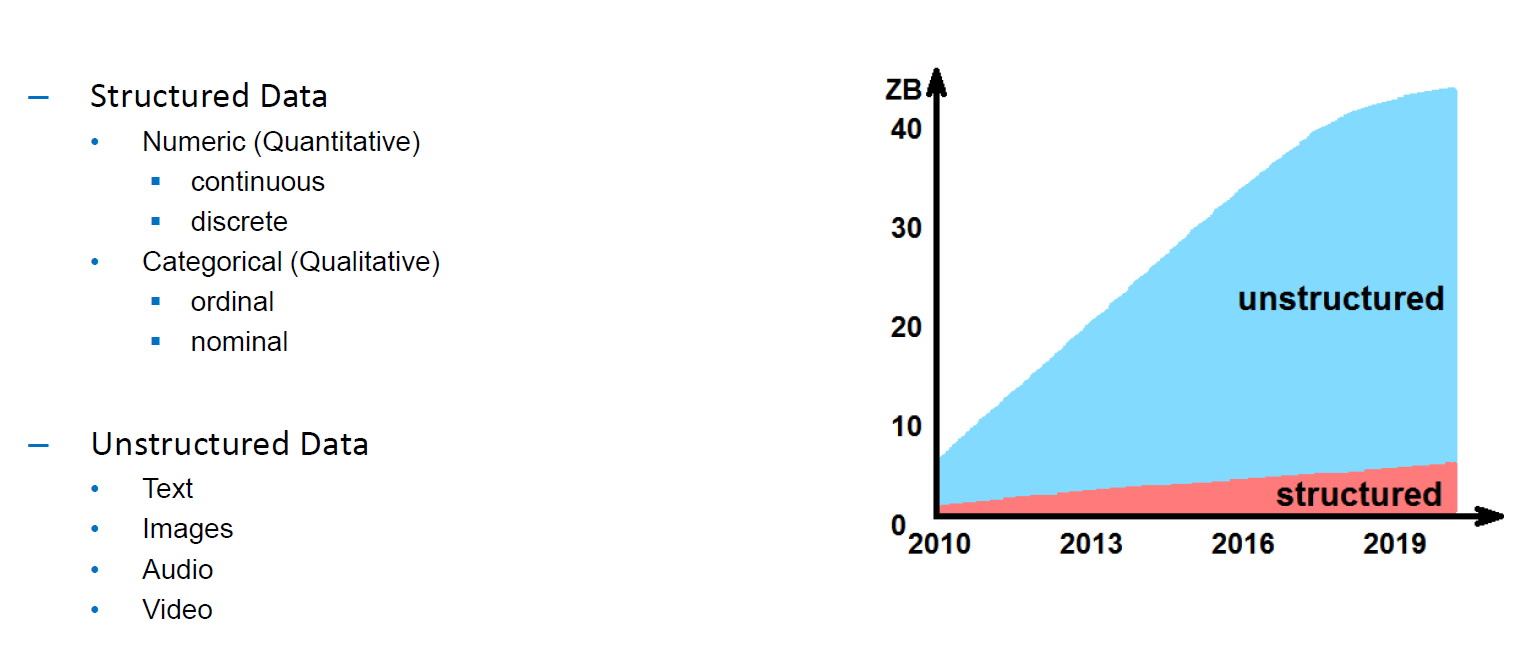 – Structured Data
• Numeric (Quantitative)
▪ continuous
▪ discrete
• Categorical (Qualitative)
▪ ordinal
▪ nominal
– Unstructured Data
• Text
• Images
• Audio
• Video
ZB
40
30
20
10
0
unstructured
structured
2010 2013 2016 2019